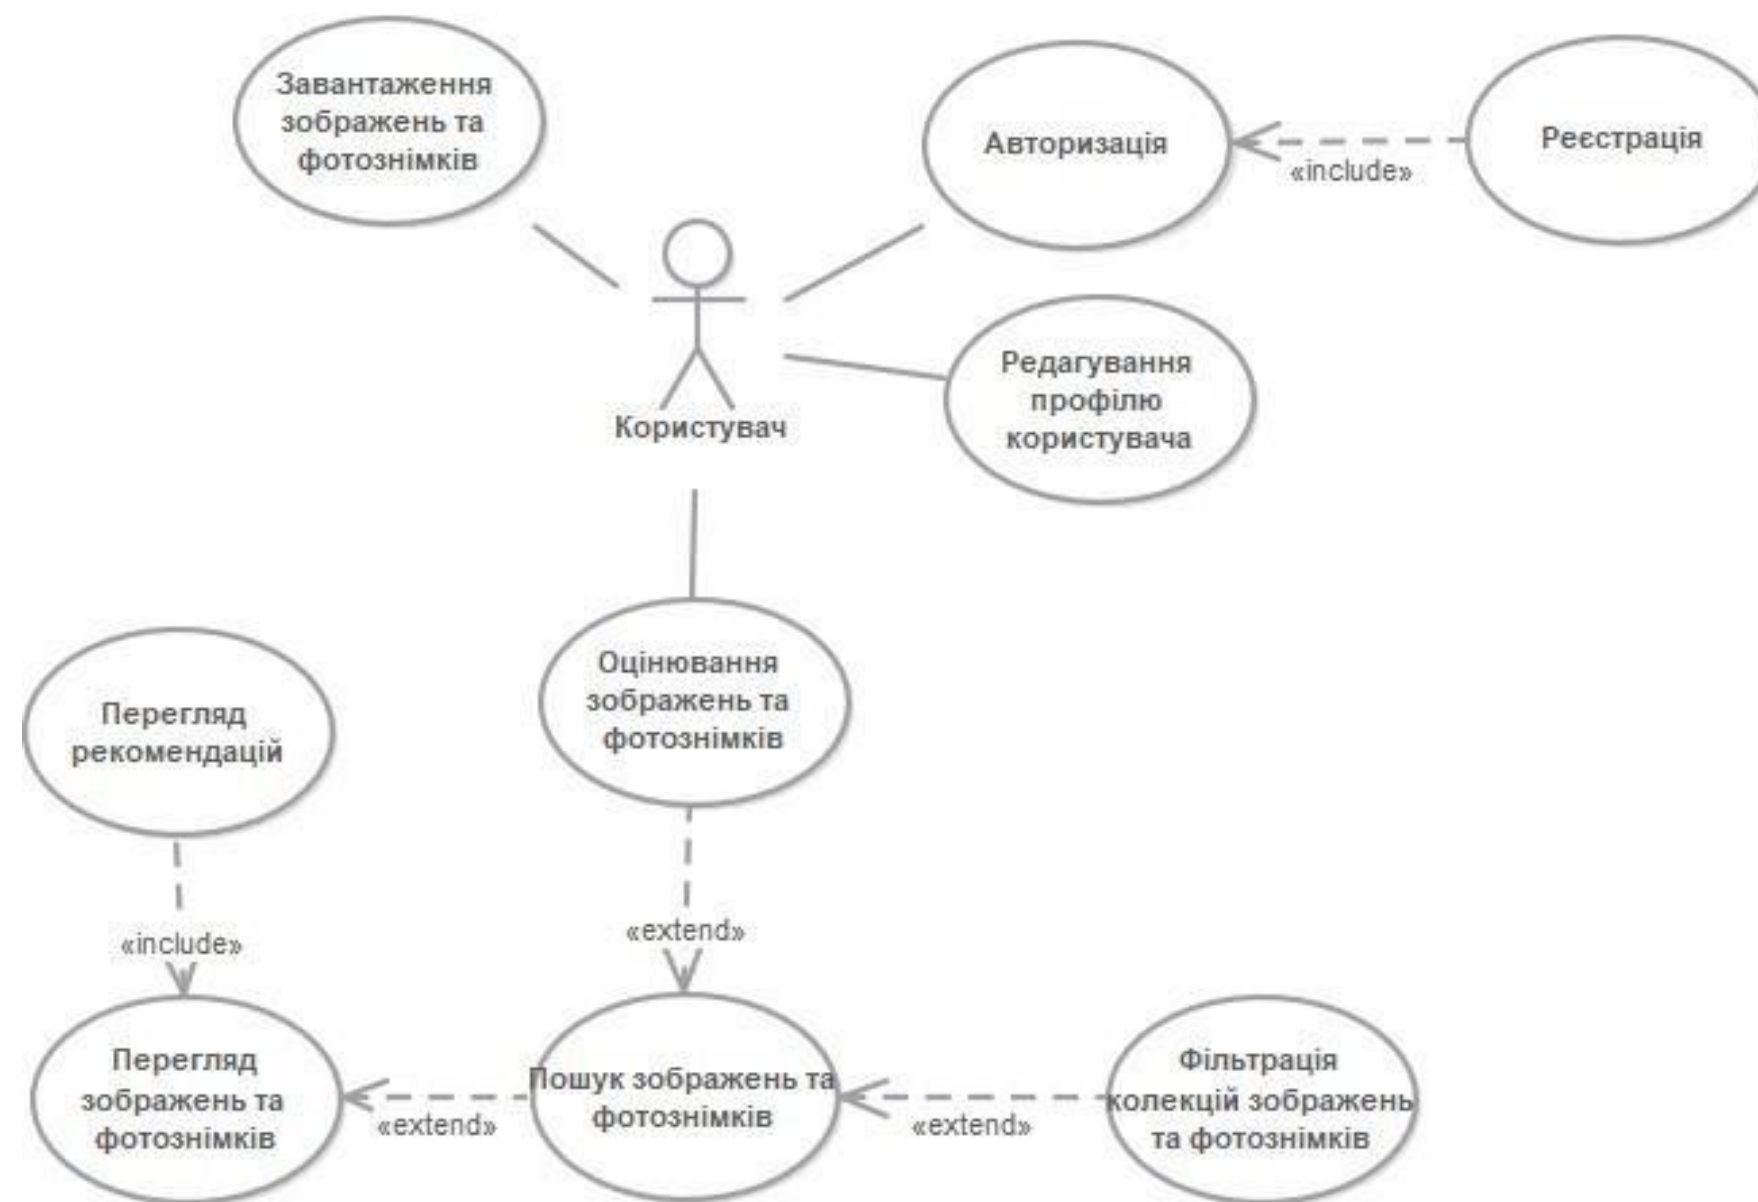 Завантаження
зображень та
фотознімків
Авторизація
«include»
Реєстрація
Користувач
Редагування
профілю
користувача
Перегляд
рекомендацій
Оцінювання
зображень та
фотознімків
«include»
«extend»
Перегляд
зображень та
фотознімків
«extend»
Пошук зображень та
фотознімків
«extend»
Фільтрація
колекцій зображень
та фотознімків